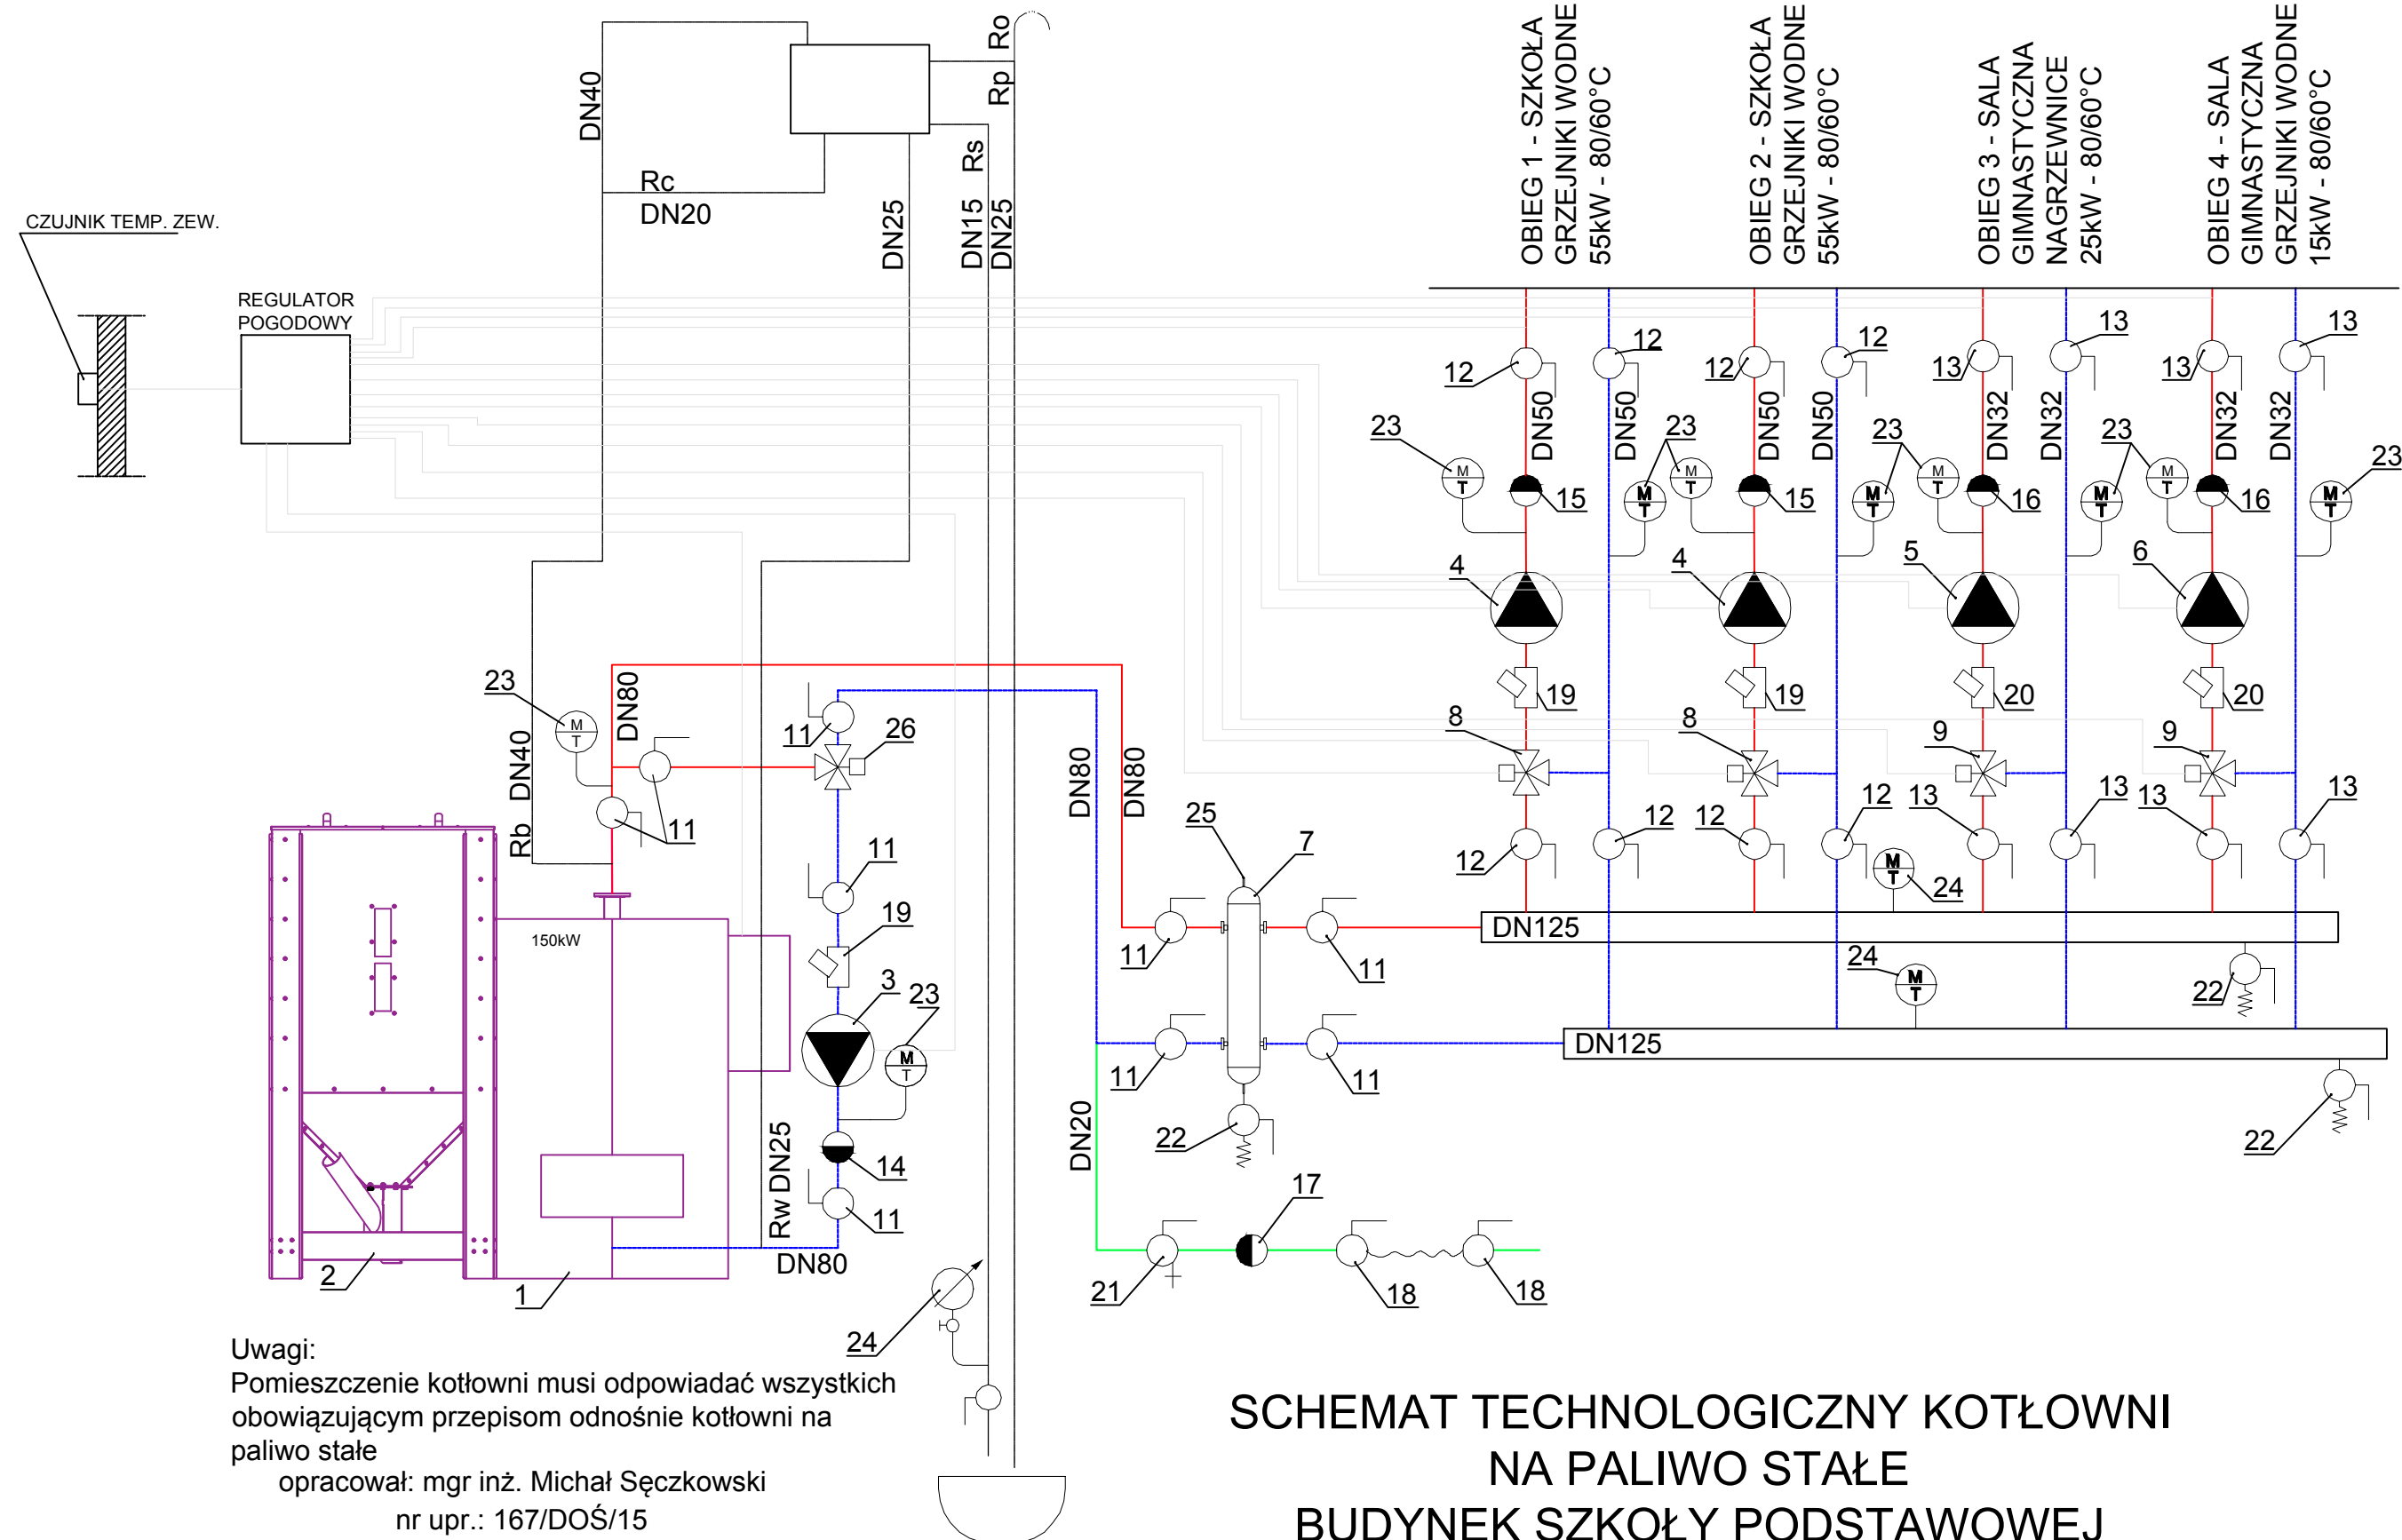 CZUJNIK TEMP. ZEW.
REGULATOR
POGODOWY
DN40
Rc
DN20
DN25
Rs
DN15
Ro
Rp
DN25
OBIEG 1 - SZKOŁA
GRZEJNIKI WODNE
55kW - 80/60°C
OBIEG 2 - SZKOŁA
GRZEJNIKI WODNE
55kW - 80/60°C
OBIEG 3 - SALA
GIMNASTYCZNA
NAGRZEWNICE
25kW - 80/60°C
OBIEG 4 - SALA
GIMNASTYCZNA
GRZEJNIKI WODNE
15kW - 80/60°C
12
12
12
12
13
13
13
13
DN50
DN50
DN50
DN50
DN32
DN32
DN32
DN32
23
23
23
23
23
M
T
M
T
M
T
M
T
M
T
M
T
M
T
M
T
15
15
16
16
4
4
5
6
19
19
20
20
8
8
9
9
12
12
12
12
13
13
13
13
23
M
T
DN80
Rb DN40
11
11
26
11
19
3
23
M
T
14
11
Rw DN25
DN80
150kW
2
1
DN80
DN80
25
7
11
11
11
11
22
DN20
17
21
18
18
M
T
24
DN125
24
M
T
DN125
22
22
24
Uwagi:
Pomieszczenie kotłowni musi odpowiadać wszystkich
obowiązującym przepisom odnośnie kotłowni na
paliwo stałe
opracował: mgr inż. Michał Sęczkowski
nr upr.: 167/DOŚ/15
SCHEMAT TECHNOLOGICZNY KOTŁOWNI
NA PALIWO STAŁE
BUDYNEK SZKOŁY PODSTAWOWEJ